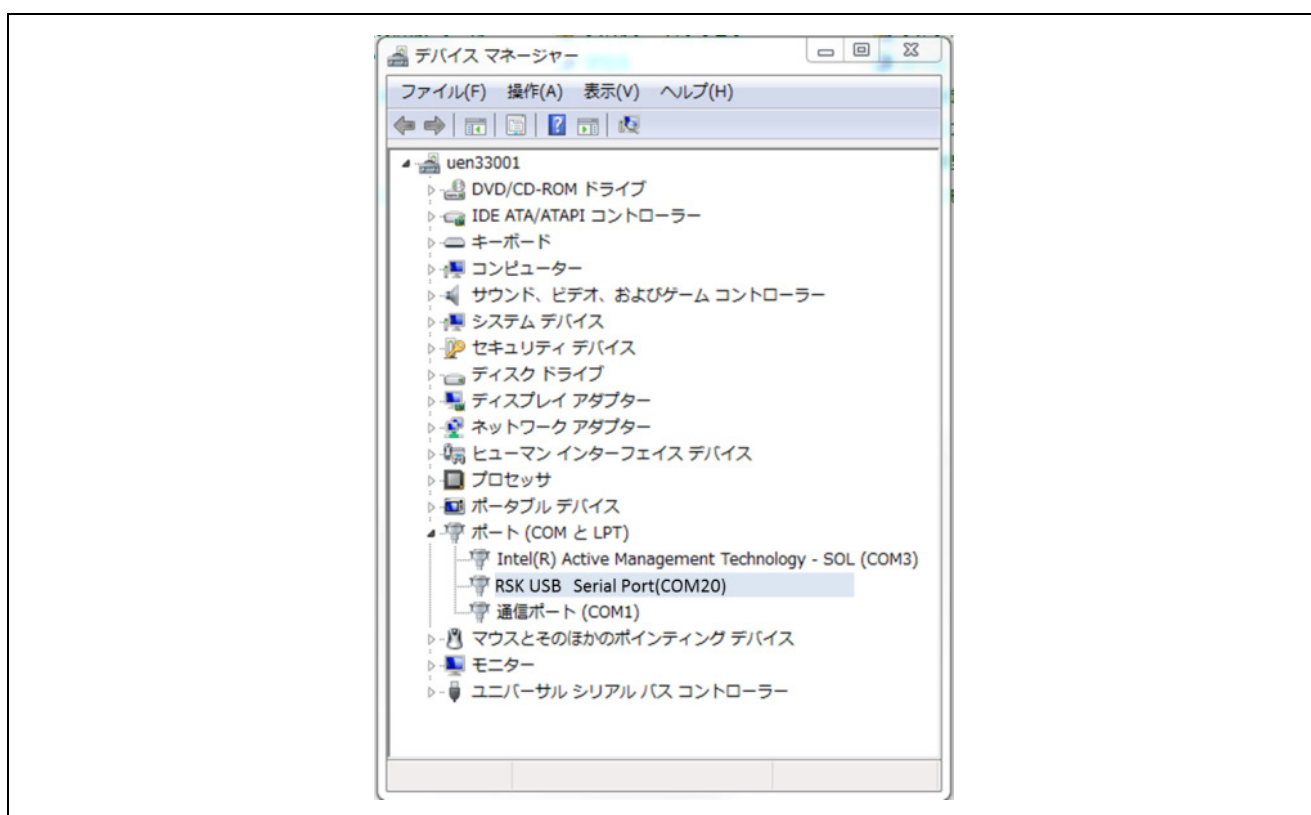 デバイス マネージャー
ファイル(F) 操作(A) 表示(V) ヘルプ(H)
uen33001
DVD/CD-ROM ドライブ
IDE ATA/ATAPI コントローラー
キーボード
コンピューター
サウンド、ビデオ、およびゲーム コントローラー
システム デバイス
セキュリティ デバイス
ディスク ドライブ
ディスプレイ アダプター
ネットワーク アダプター
ヒューマン インターフェイス デバイス
プロセッサ
ポータブル デバイス
ポート (COM と LPT)
Intel(R) Active Management Technology - SOL (COM3)
RSK USB Serial Port(COM20)
通信ポート (COM1)
マウスとそのほかのポインティング デバイス
モニター
ユニバーサル シリアル バス コントローラー